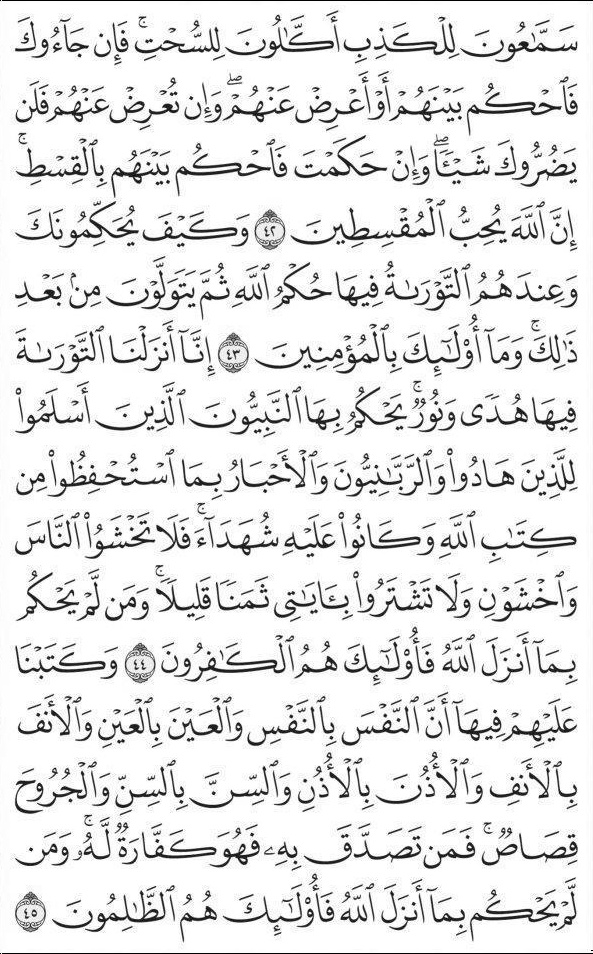 سَمَّـٰعُونَ لِلْكَذِبِ أَكَّـٰلُونَ لِلسُّحْتِ ۚ فَإِن جَآءُوكَ
فَٱحْكُم بَيْنَهُمْ أَوْ أَعْرِضْ عَنْهُمْ ۖ وَإِن تُعْرِضْ عَنْهُمْ فَلَن
يَضُرُّوكَ شَيْـًٔا ۖ وَإِنْ حَكَمْتَ فَٱحْكُم بَيْنَهُم بِٱلْقِسْطِ ۚ
إِنَّ ٱللَّهَ يُحِبُّ ٱلْمُقْسِطِينَ ٤٢ وَكَيْفَ يُحَكِّمُونَكَ
وَعِندَهُمُ ٱلتَّوْرَىٰةُ فِيهَا حُكْمُ ٱللَّهِ ثُمَّ يَتَوَلَّوْنَ مِنۢ بَعْدِ
ذَٰلِكَ ۚ وَمَآ أُو۟لَـٰٓئِكَ بِٱلْمُؤْمِنِينَ ٤٣ إِنَّآ أَنزَلْنَا ٱلتَّوْرَىٰةَ
فِيهَا هُدًى وَنُورٌ ۚ يَحْكُمُ بِهَا ٱلنَّبِيُّونَ ٱلَّذِينَ أَسْلَمُوا۟
لِلَّذِينَ هَادُوا۟ وَٱلرَّبَّـٰنِيُّونَ وَٱلْأَحْبَارُ بِمَا ٱسْتُحْفِظُوا۟ مِن
كِتَـٰبِ ٱللَّهِ وَكَانُوا۟ عَلَيْهِ شُهَدَآءَ ۚ فَلَا تَخْشَوُا۟ ٱلنَّاسَ
وَٱخْشَوْنِ وَلَا تَشْتَرُوا۟ بِـَٔايَـٰتِى ثَمَنًا قَلِيلًا ۚ وَمَن لَّمْ يَحْكُم
بِمَآ أَنزَلَ ٱللَّهُ فَأُو۟لَـٰٓئِكَ هُمُ ٱلْكَـٰفِرُونَ ٤٤ وَكَتَبْنَا
عَلَيْهِمْ فِيهَآ أَنَّ ٱلنَّفْسَ بِٱلنَّفْسِ وَٱلْعَيْنَ بِٱلْعَيْنِ وَٱلْأَنفَ
بِٱلْأَنفِ وَٱلْأُذُنَ بِٱلْأُذُنِ وَٱلسِّنَّ بِٱلسِّنِّ وَٱلْجُرُوحَ
قِصَاصٌ ۚ فَمَن تَصَدَّقَ بِهِۦ فَهُوَ كَفَّارَةٌ لَّهُۥ ۚ وَمَن
لَّمْ يَحْكُم بِمَآ أَنزَلَ ٱللَّهُ فَأُو۟لَـٰٓئِكَ هُمُ ٱلظَّـٰلِمُونَ ٤٥